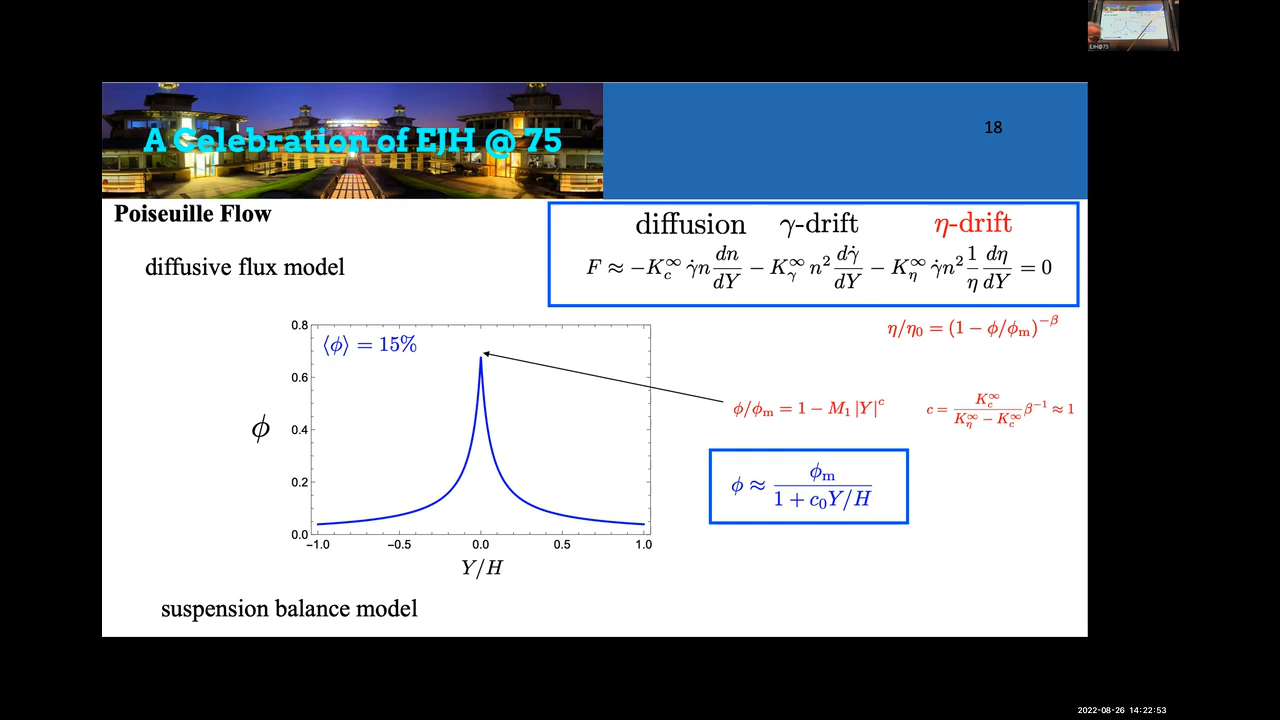 EJH@75
A Celebration of EJH @ 75
18
Poiseuille Flow
diffusive flux model
diffusion γ-drift η-drift
F ≈ −K_c^∞ γ̇n dn/dY − K_γ^∞ n² dγ̇/dY − K_η^∞ γ̇n² 1/η dη/dY = 0
η/η₀ = (1 − ϕ/ϕ_m)^−β
⟨ϕ⟩ = 15%
0.8
0.6
0.4
0.2
0.0
ϕ
−1.0 −0.5 0.0 0.5 1.0
Y/H
ϕ/ϕ_m = 1 − M₁ |Y|^c
c = K_c^∞/(K_η^∞ − K_c^∞) β^−1 ≈ 1
ϕ ≈ ϕ_m/(1 + c₀Y/H)
suspension balance model
2022-08-26 14:22:53